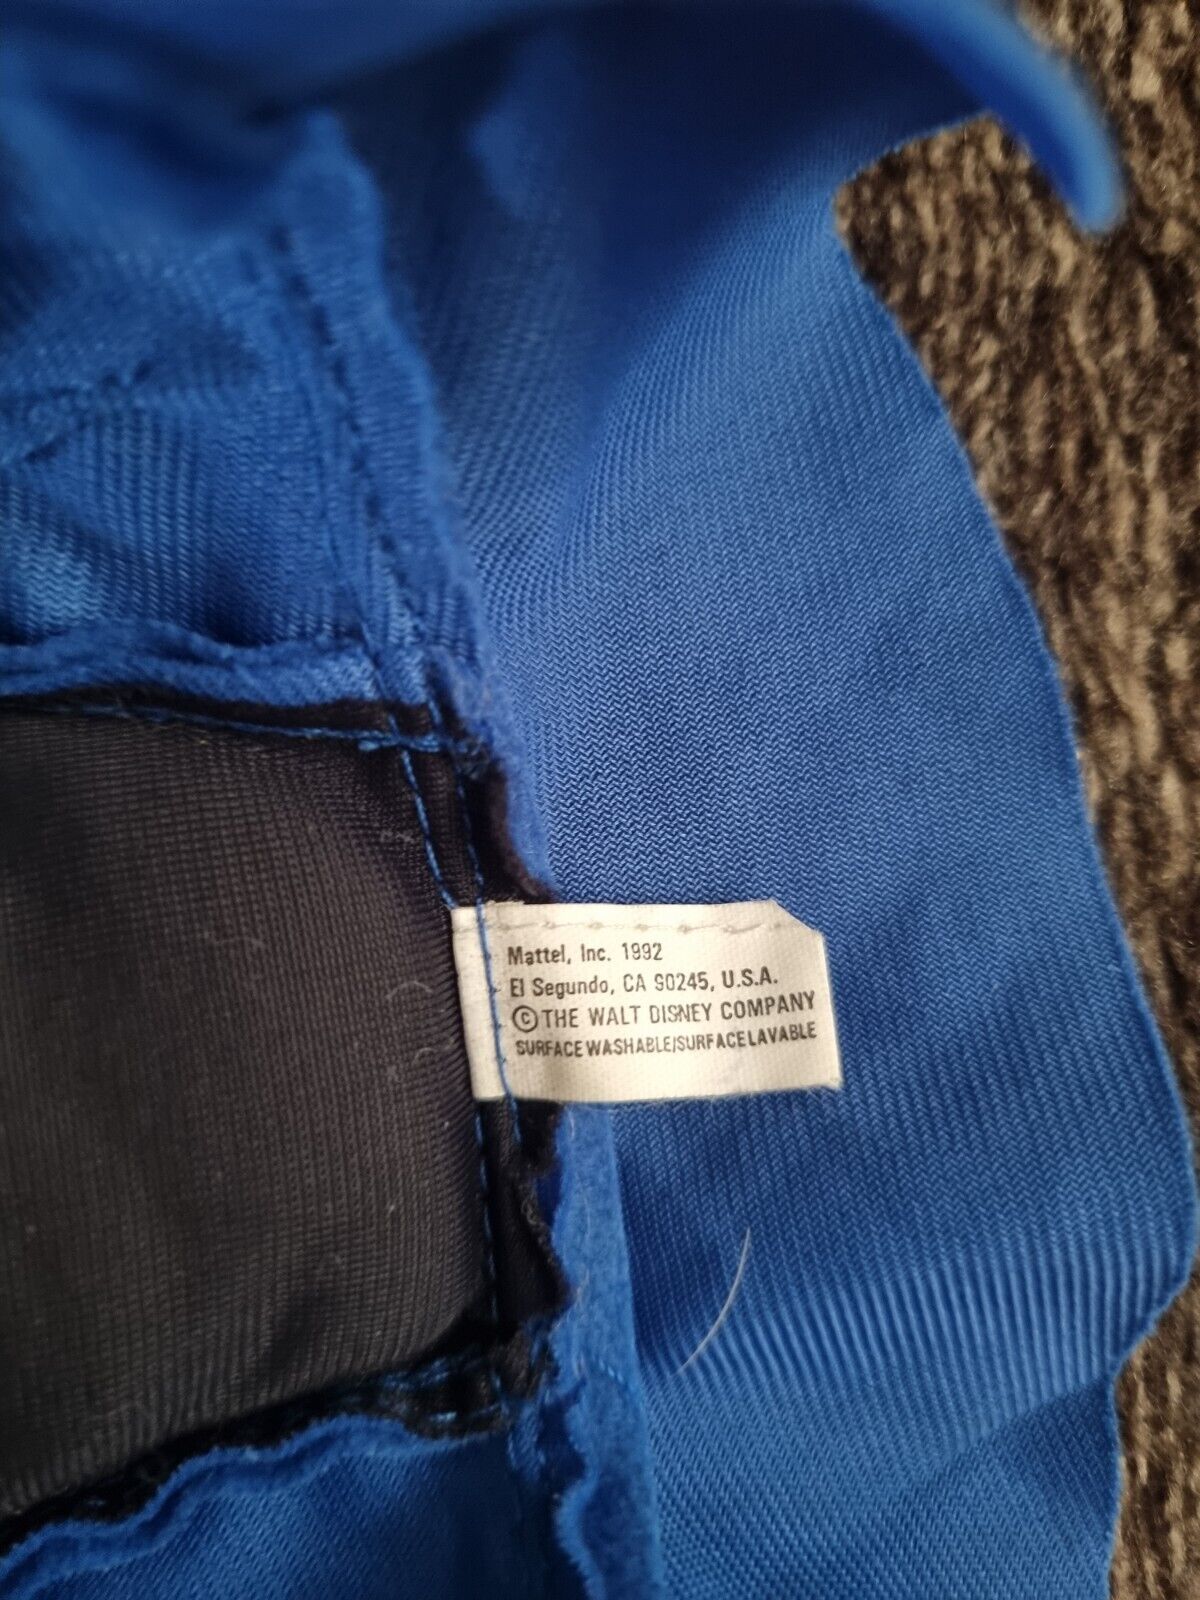 Mattel, Inc. 1992
El Segundo, CA 90245, U.S.A.
© THE WALT DISNEY COMPANY
SURFACE WASHABLE/SURFACE LAVABLE